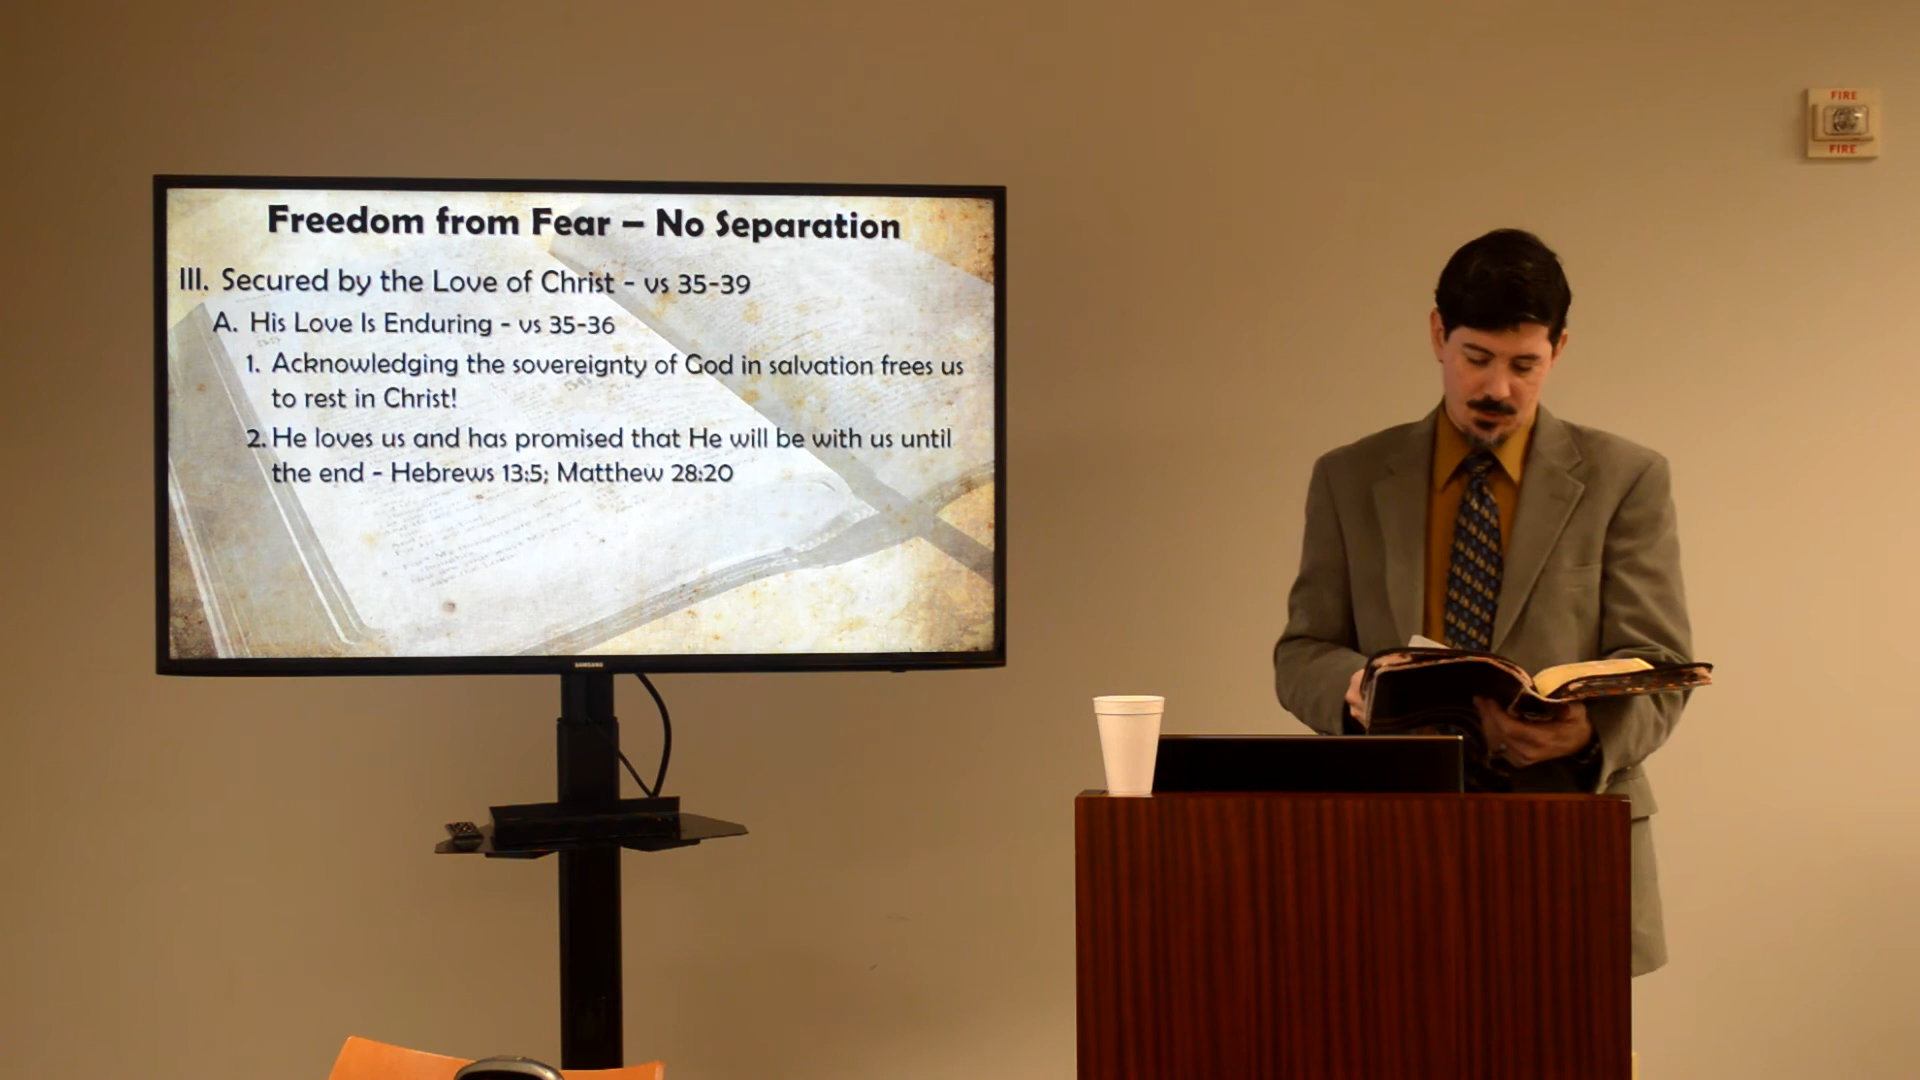 Freedom from Fear – No Separation
III. Secured by the Love of Christ - vs 35-39
A. His Love Is Enduring - vs 35-36
1. Acknowledging the sovereignty of God in salvation frees us
to rest in Christ!
2. He loves us and has promised that He will be with us until
the end - Hebrews 13:5; Matthew 28:20
SAMSUNG
FIRE
FIRE